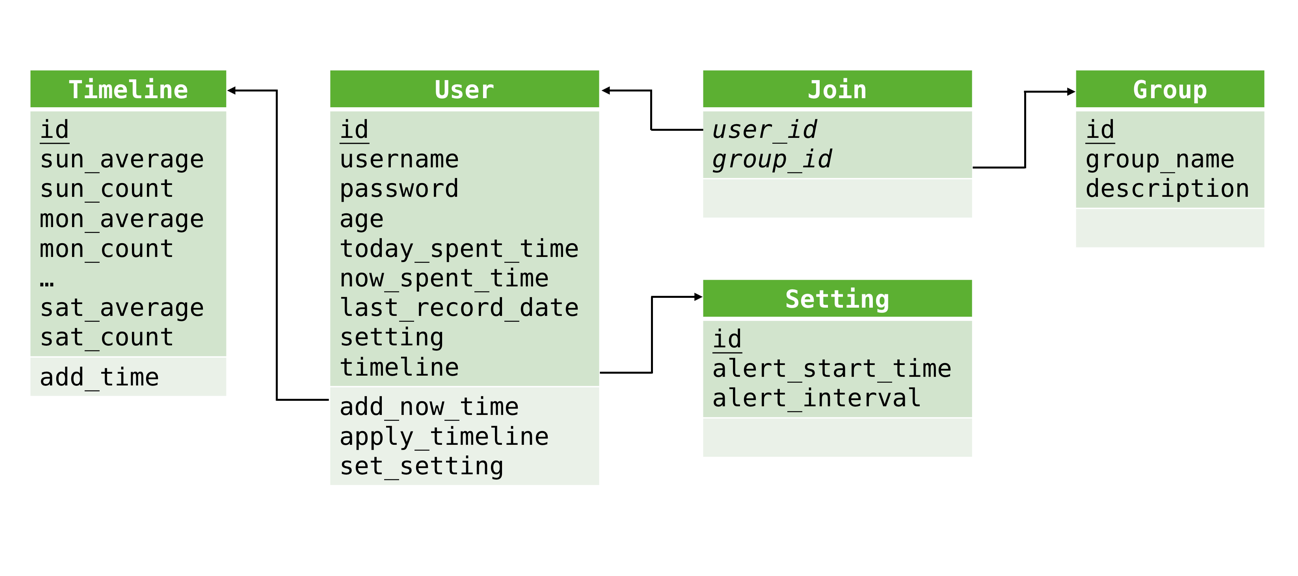 Timeline
id
sun_average
sun_count
mon_average
mon_count
…
sat_average
sat_count
add_time
User
id
username
password
age
today_spent_time
now_spent_time
last_record_date
setting
timeline
add_now_time
apply_timeline
set_setting
Join
user_id
group_id
Setting
id
alert_start_time
alert_interval
Group
id
group_name
description